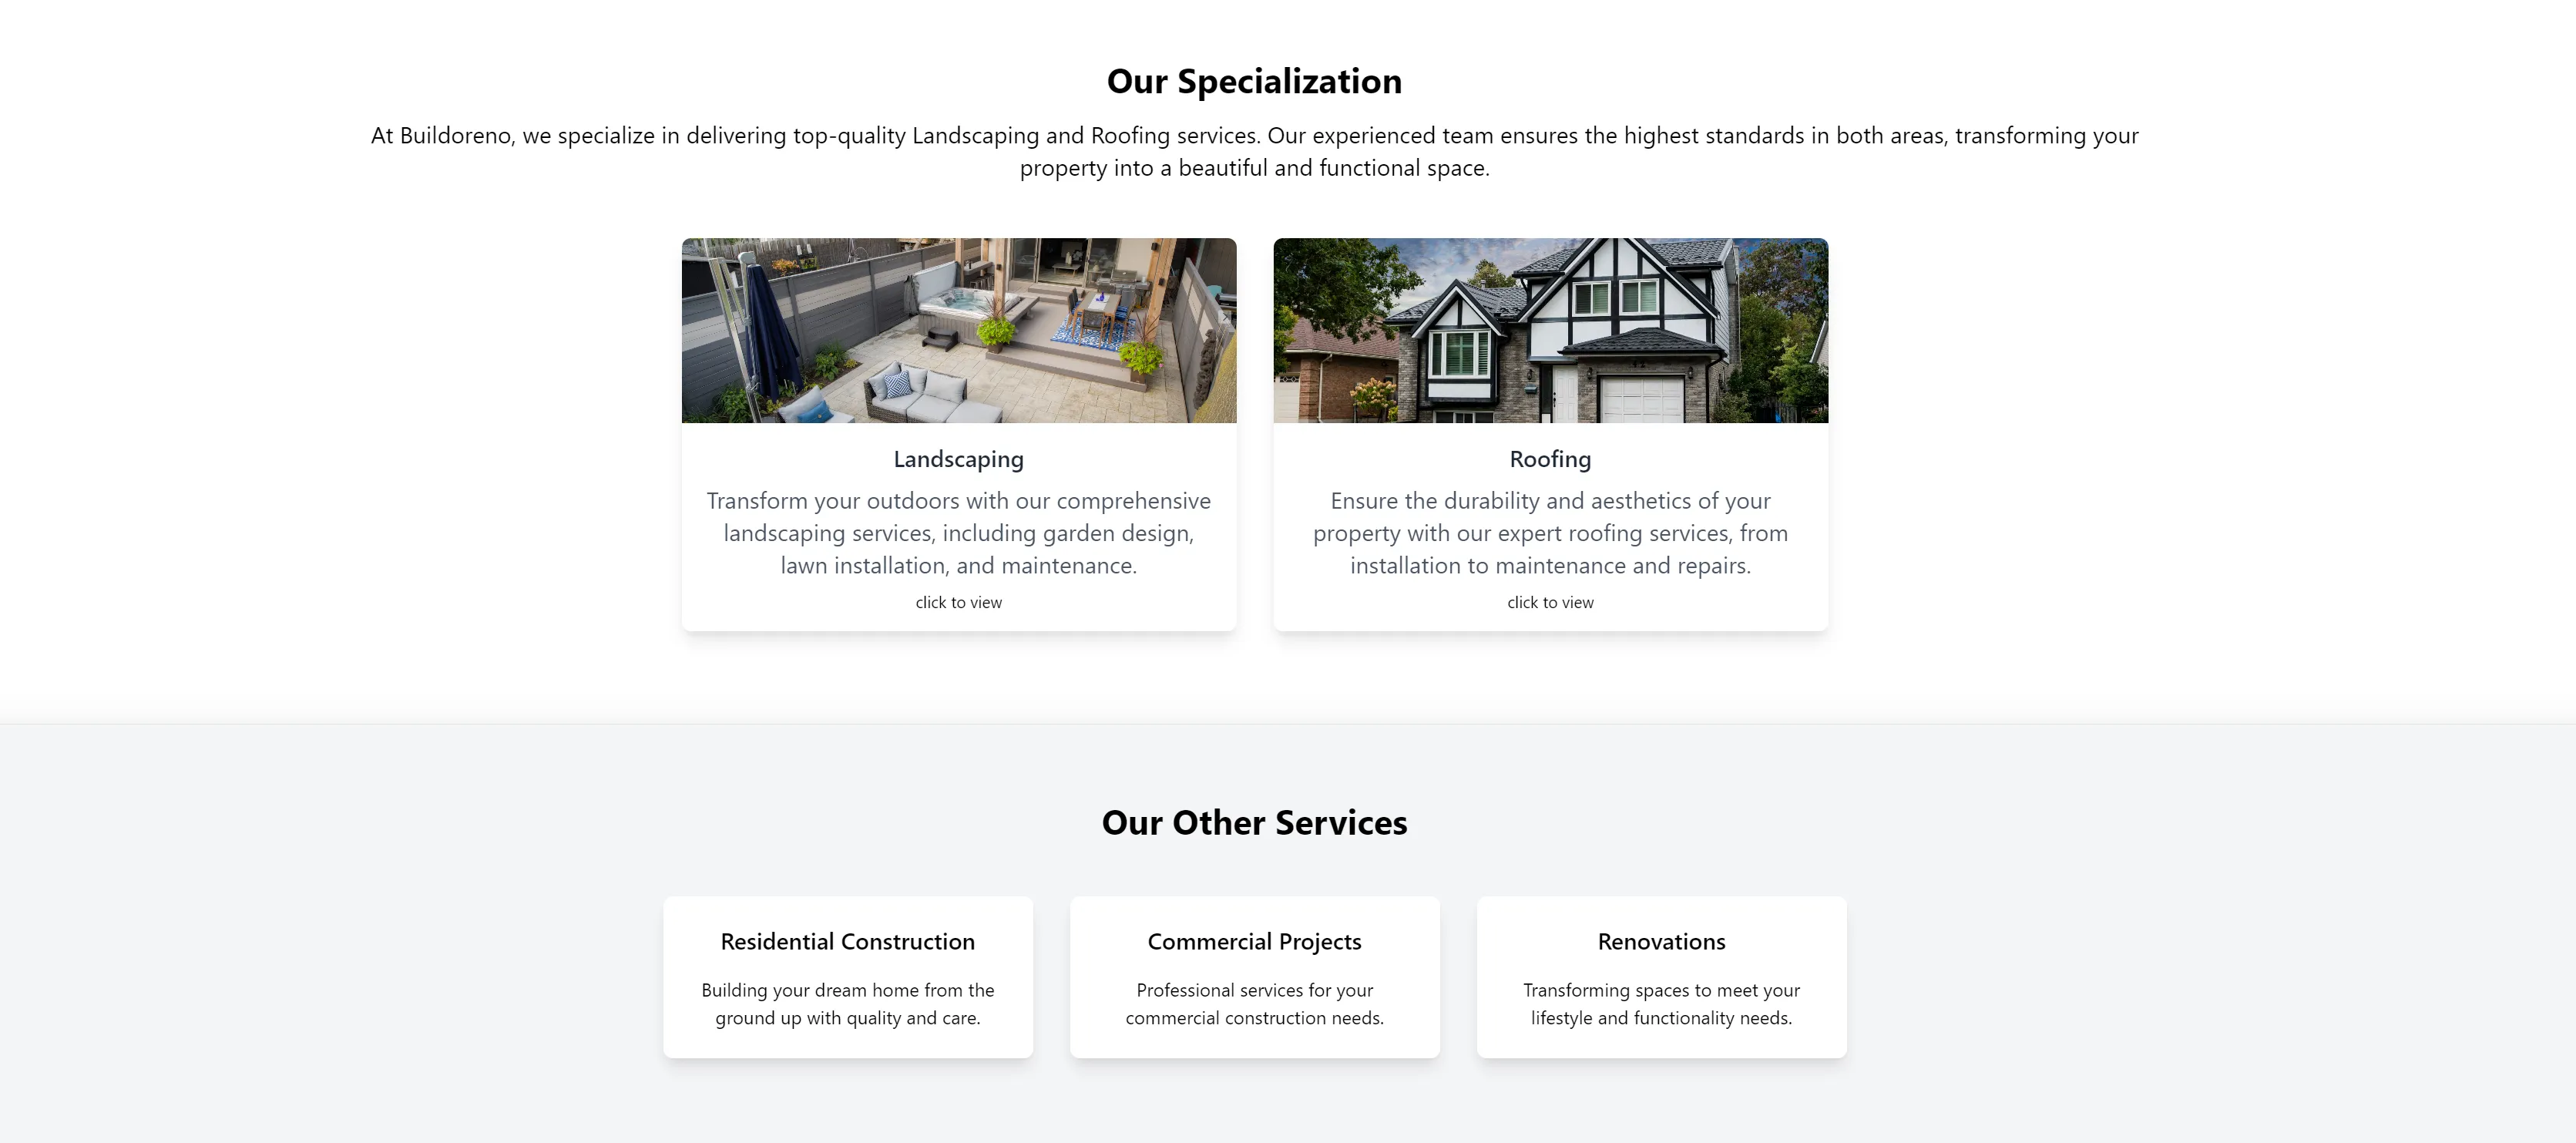 Our Specialization
At Buildoreno, we specialize in delivering top-quality Landscaping and Roofing services. Our experienced team ensures the highest standards in both areas, transforming your
property into a beautiful and functional space.
Landscaping
Transform your outdoors with our comprehensive
landscaping services, including garden design,
lawn installation, and maintenance.
click to view
Roofing
Ensure the durability and aesthetics of your
property with our expert roofing services, from
installation to maintenance and repairs.
click to view
Our Other Services
Residential Construction
Building your dream home from the
ground up with quality and care.
Commercial Projects
Professional services for your
commercial construction needs.
Renovations
Transforming spaces to meet your
lifestyle and functionality needs.